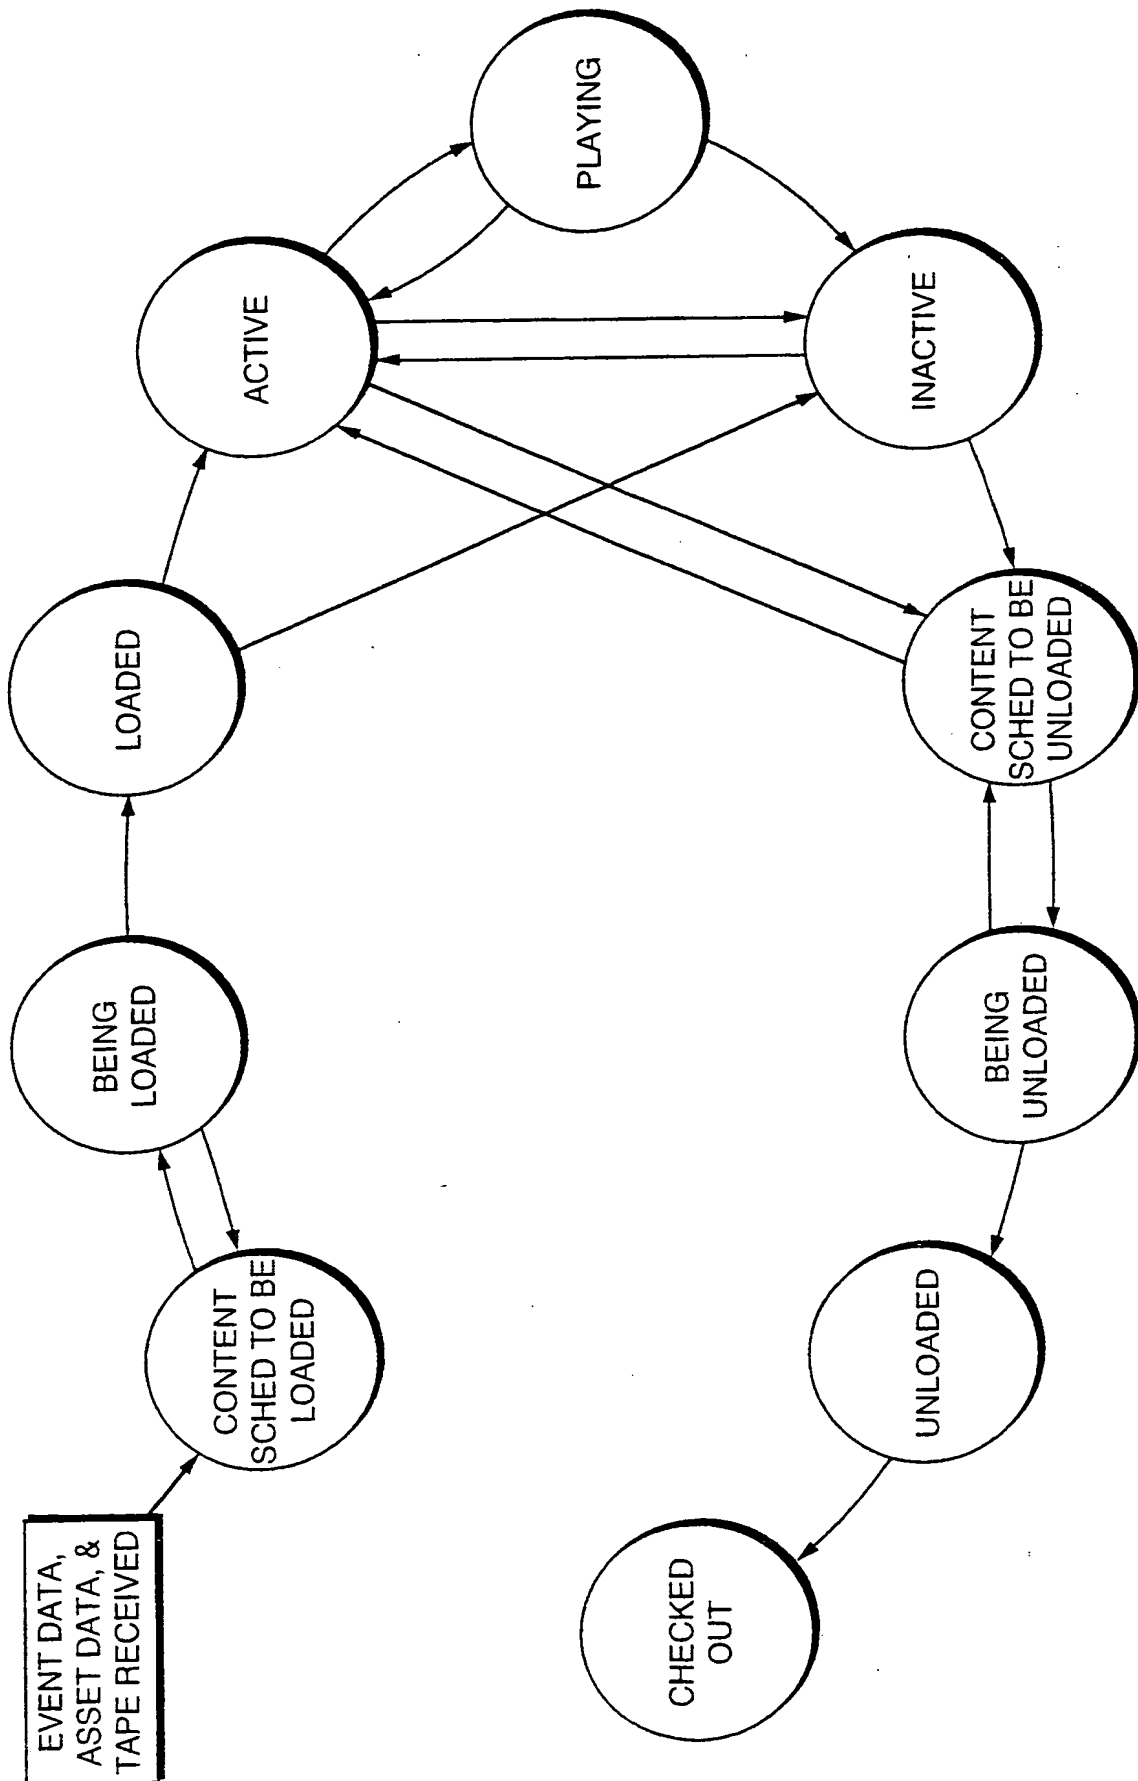 EVENT DATA,
ASSET DATA, &
TAPE RECEIVED
CONTENT
SCHED TO BE
LOADED
BEING
LOADED
LOADED
ACTIVE
PLAYING
INACTIVE
CONTENT
SCHED TO BE
UNLOADED
BEING
UNLOADED
UNLOADED
CHECKED
OUT